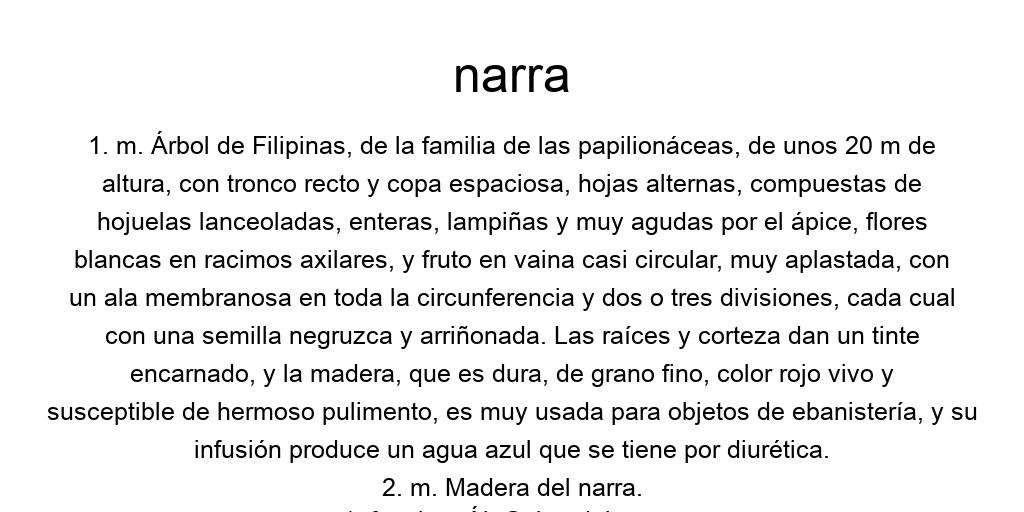 narra
1. m. Árbol de Filipinas, de la familia de las papilionáceas, de unos 20 m de
altura, con tronco recto y copa espaciosa, hojas alternas, compuestas de
hojuelas lanceoladas, enteras, lampiñas y muy agudas por el ápice, flores
blancas en racimos axilares, y fruto en vaina casi circular, muy aplastada, con
un ala membranosa en toda la circunferencia y dos o tres divisiones, cada cual
con una semilla negruzca y arriñonada. Las raíces y corteza dan un tinte
encarnado, y la madera, que es dura, de grano fino, color rojo vivo y
susceptible de hermoso pulimento, es muy usada para objetos de ebanistería, y su
infusión produce un agua azul que se tiene por diurética.
2. m. Madera del narra.